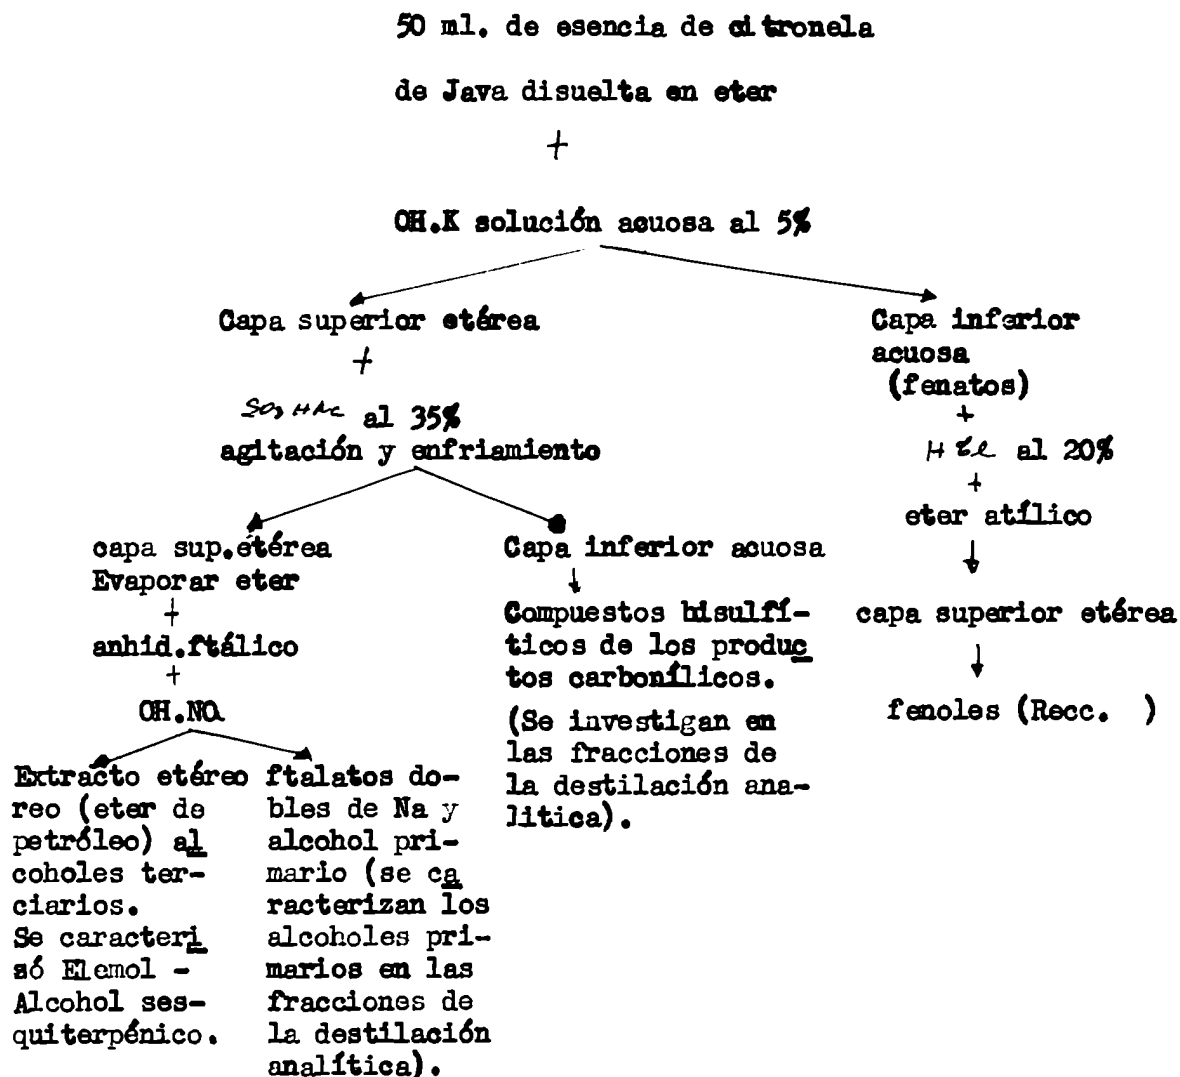 50 ml. de esencia de citronela
de Java disuelta en eter
+
OH.K solución acuosa al 5%
Capa superior etérea
+
SO3HNa al 35%
agitación y enfriamiento
Capa inferior
acuosa
(fenatos)
+
HCl al 20%
+
eter atílico
capa superior etérea
fenoles (Recc. )
capa sup.etérea
Evaporar eter
+
anhid.ftálico
+
OH.NA
Capa inferior acuosa
Compuestos bisulfí-
ticos de los produc
tos carbonílicos.
(Se investigan en
las fracciones de
la destilación ana-
litica).
Extracto etéreo
reo (eter de
petróleo) al
coholes ter-
ciarios.
Se caracteri
só Elemol -
Alcohol ses-
quiterpénico.
ftalatos do-
bles de Na y
alcohol pri-
mario (se ca
racterizan los
alcoholes pri-
marios en las
fracciones de
la destilación
analítica).